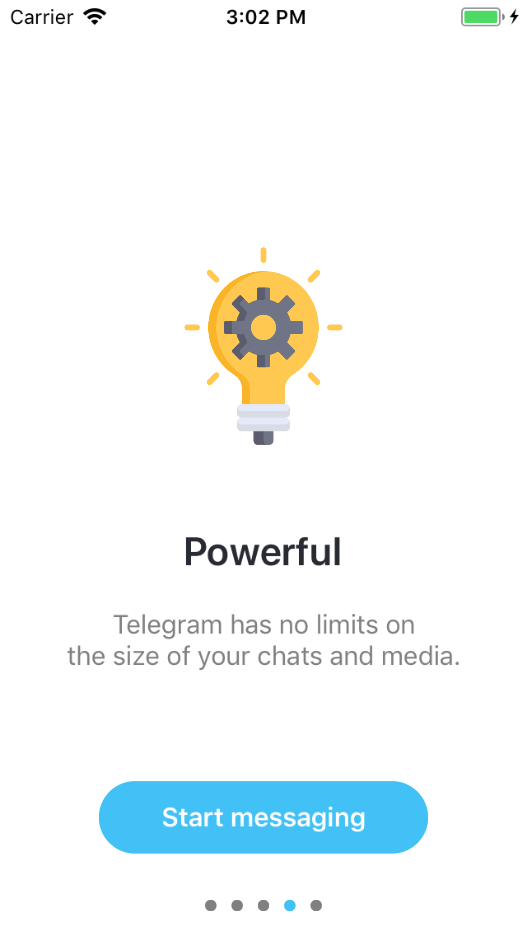 Carrier 3:02 PM
Powerful
Telegram has no limits on
the size of your chats and media.
Start messaging